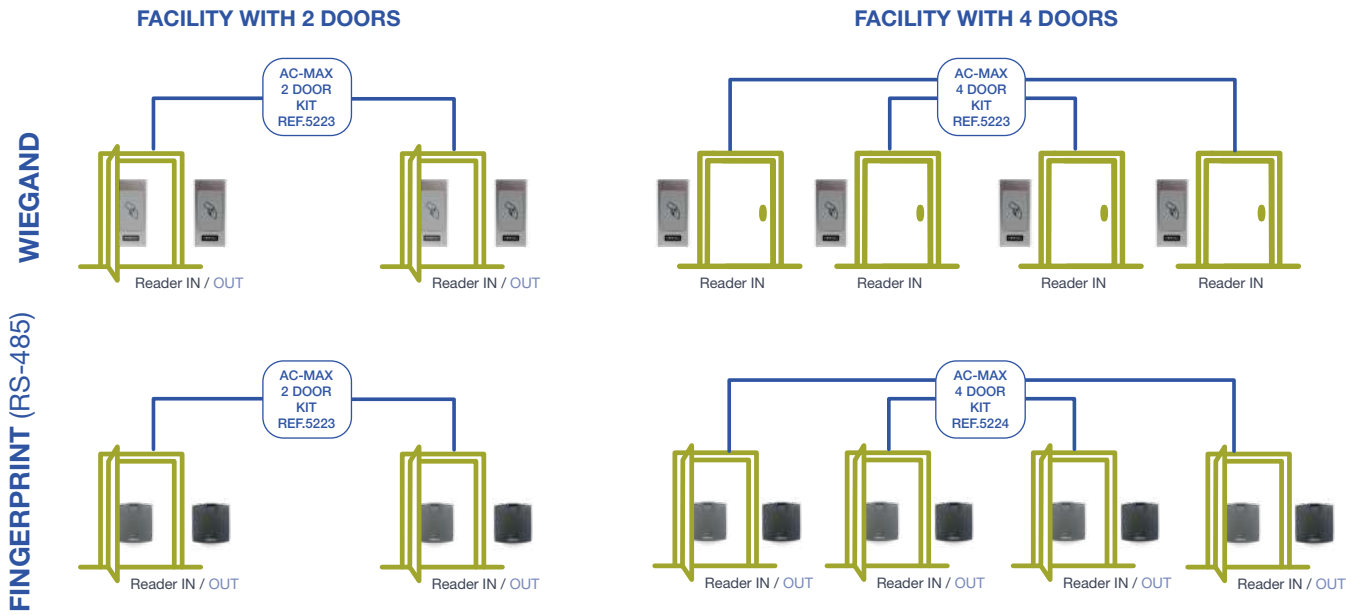 FACILITY WITH 2 DOORS
FACILITY WITH 4 DOORS
WIEGAND
AC-MAX
2 DOOR
KIT
REF.5223
AC-MAX
4 DOOR
KIT
REF.5223
Reader IN / OUT
Reader IN / OUT
Reader IN
Reader IN
Reader IN
Reader IN
FINGERPRINT (RS-485)
AC-MAX
2 DOOR
KIT
REF.5223
AC-MAX
4 DOOR
KIT
REF.5224
Reader IN / OUT
Reader IN / OUT
Reader IN / OUT
Reader IN / OUT
Reader IN / OUT
Reader IN / OUT